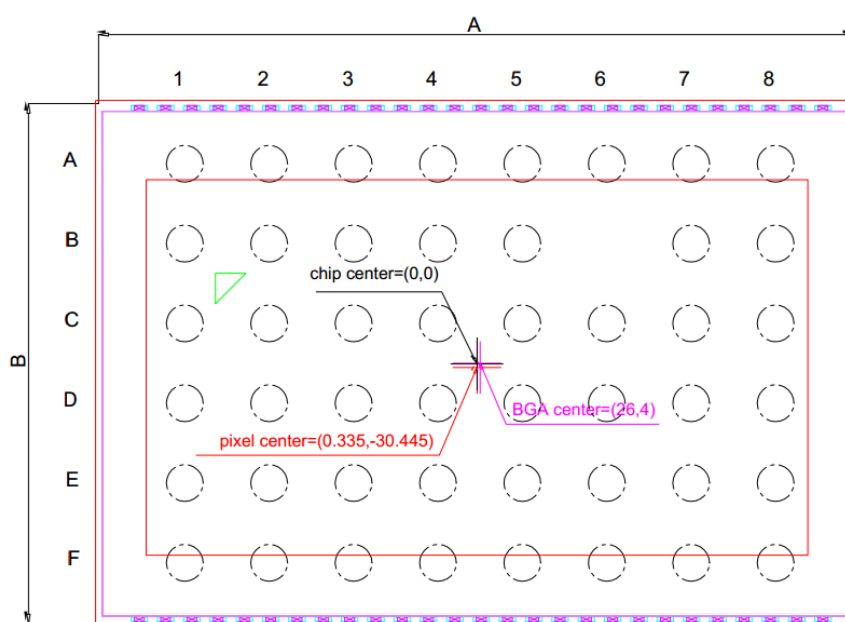 A
1 2 3 4 5 6 7 8
A
B
chip center=(0,0)
C
B
D
BGA center=(26,4)
pixel center=(0.335,-30.445)
E
F